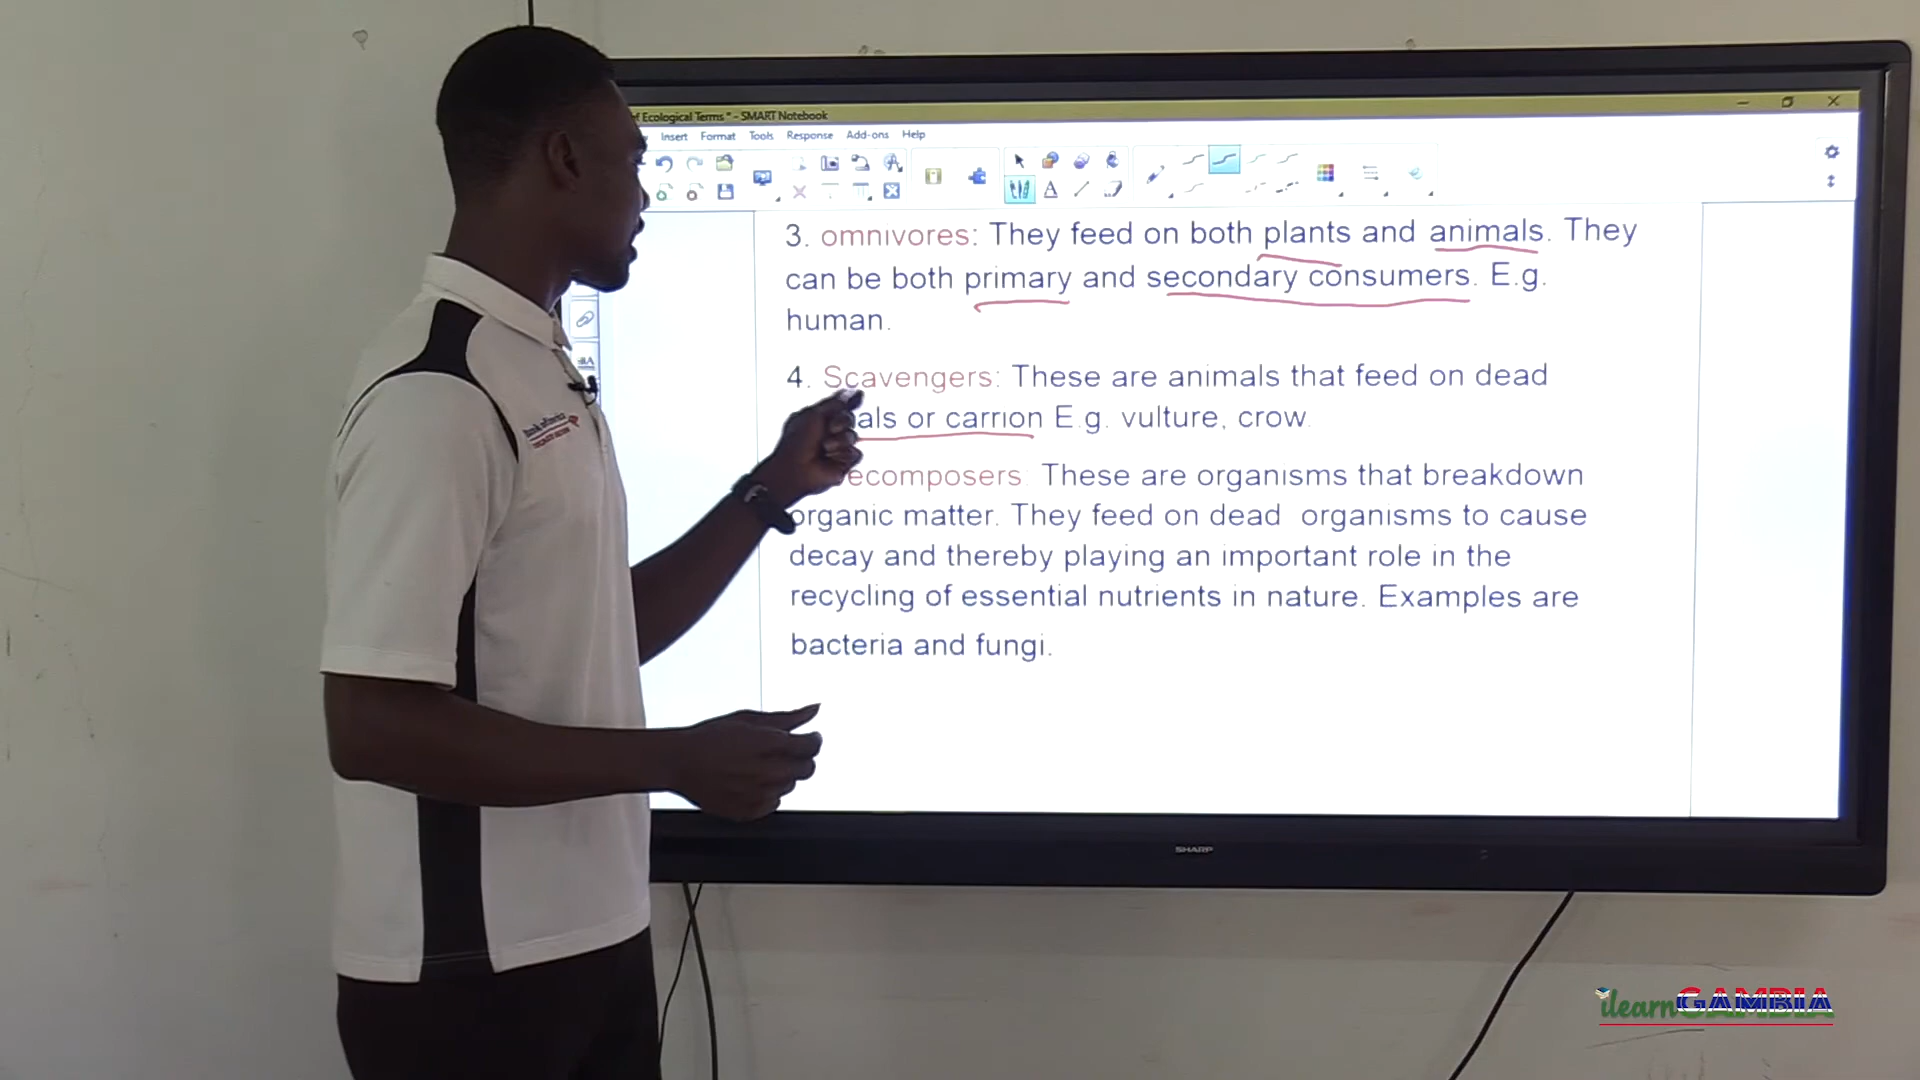 of Ecological Terms * - SMART Notebook
Insert Format Tools Response Add-ons Help
3. omnivores: They feed on both plants and animals. They
can be both primary and secondary consumers. E.g.
human.
4. Scavengers: These are animals that feed on dead
als or carrion E.g. vulture, crow.
ecomposers: These are organisms that breakdown
organic matter. They feed on dead organisms to cause
decay and thereby playing an important role in the
recycling of essential nutrients in nature. Examples are
bacteria and fungi.
SHARP
ilearnGAMBIA